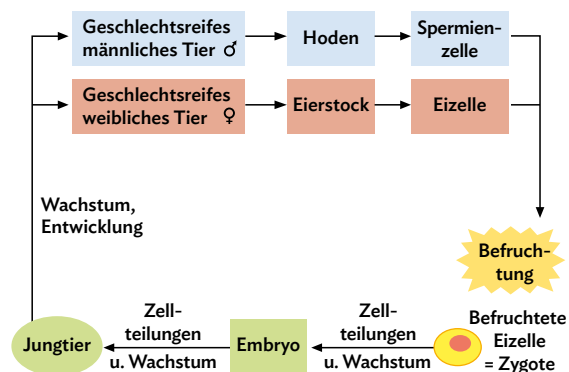 Geschlechtsreifes
männliches Tier ♂
Hoden
Spermien-
zelle
Geschlechtsreifes
weibliches Tier ♀
Eierstock
Eizelle
Wachstum,
Entwicklung
Befruch-
tung
Befruchtete
Eizelle
= Zygote
Zell-
teilungen
u. Wachstum
Embryo
Zell-
teilungen
u. Wachstum
Jungtier